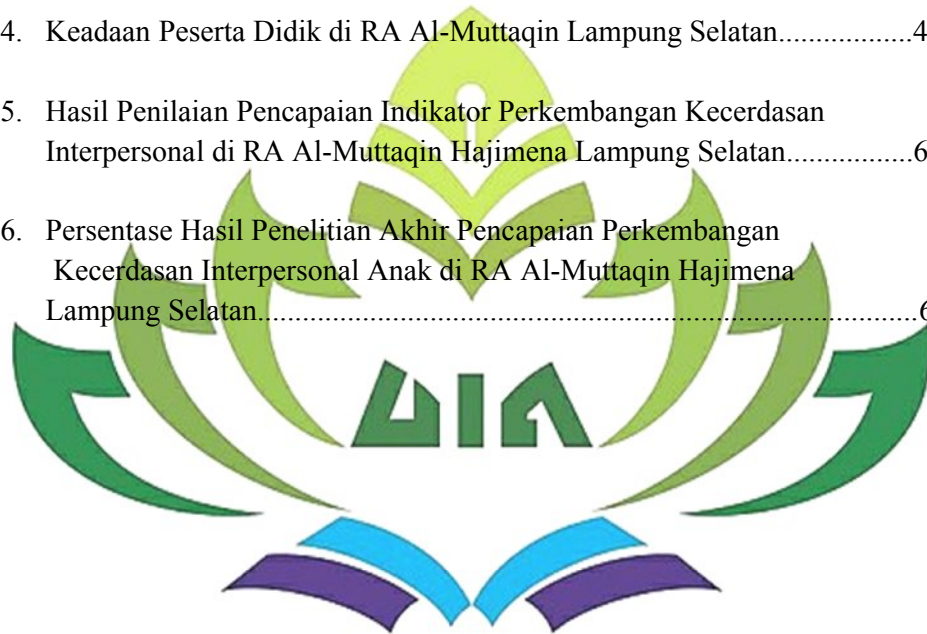 4. Keadaan Peserta Didik di RA Al-Muttaqin Lampung Selatan..................4
5. Hasil Penilaian Pencapaian Indikator Perkembangan Kecerdasan
Interpersonal di RA Al-Muttaqin Hajimena Lampung Selatan.................6
6. Persentase Hasil Penelitian Akhir Pencapaian Perkembangan
Kecerdasan Interpersonal Anak di RA Al-Muttaqin Hajimena
Lampung Selatan........................................................................................6
UIN